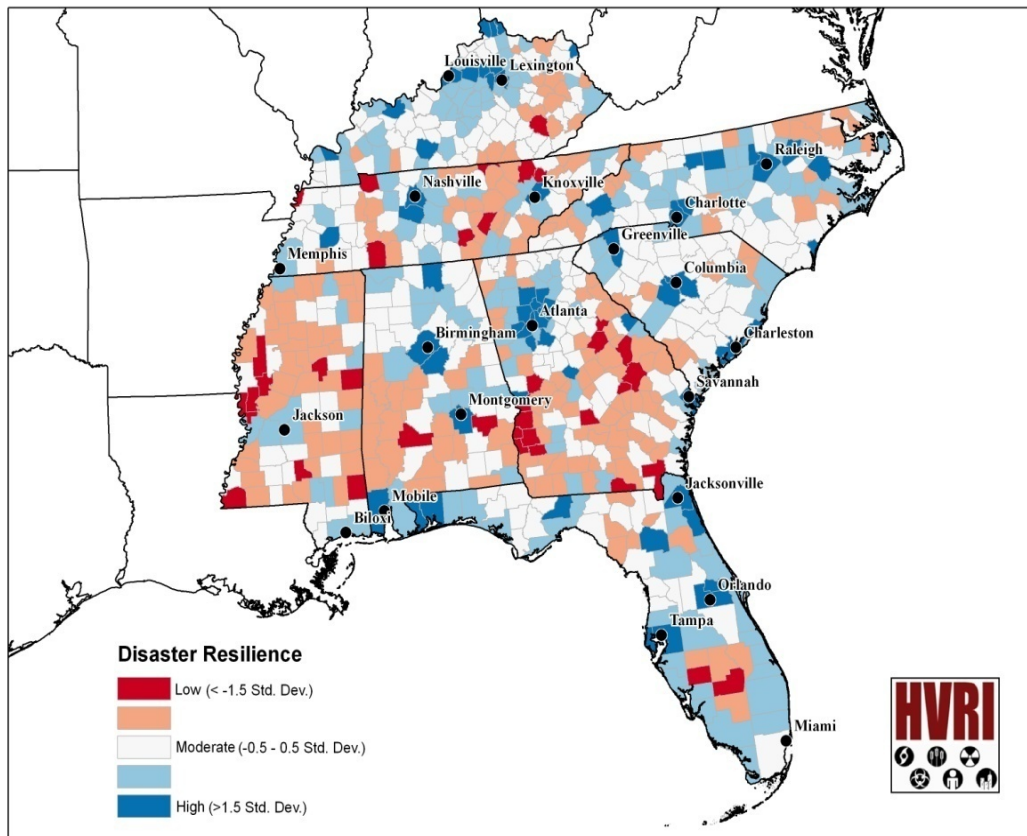 Louisville
Lexington
Raleigh
Nashville
Knoxville
Charlotte
Greenville
Memphis
Columbia
Atlanta
Birmingham
Charleston
Savannah
Montgomery
Jackson
Jacksonville
Mobile
Biloxi
Orlando
Tampa
Miami
Disaster Resilience
Low (< -1.5 Std. Dev.)
Moderate (-0.5 - 0.5 Std. Dev.)
High (>1.5 Std. Dev.)
HVRI